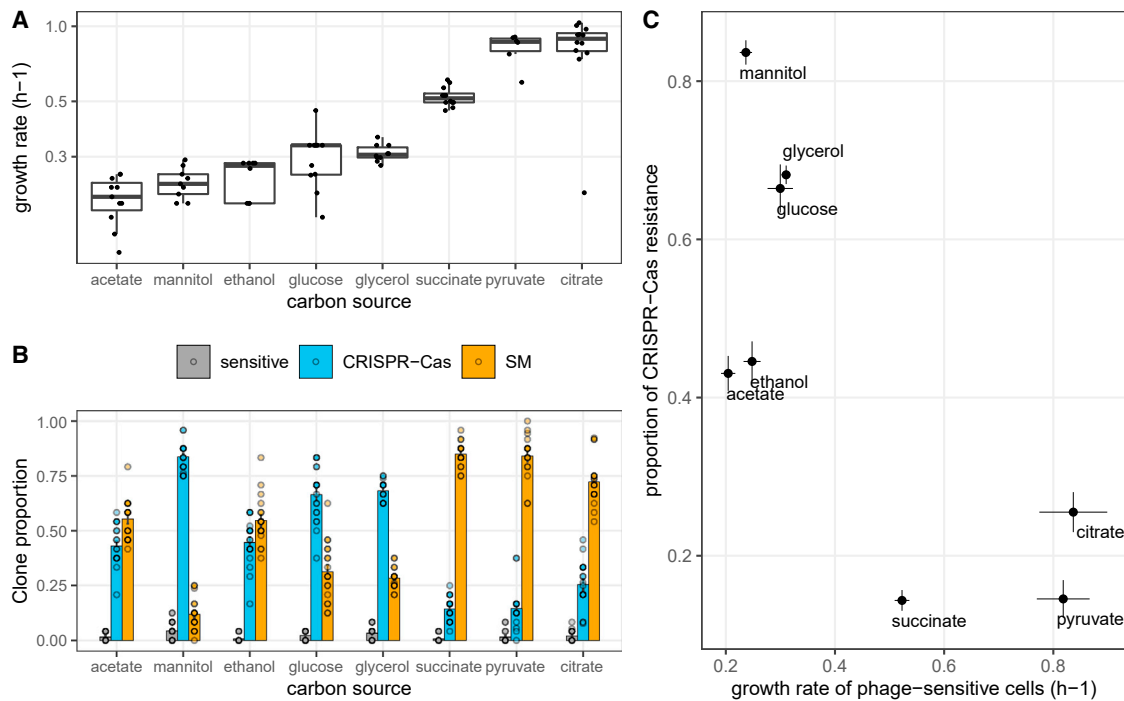 A
growth rate (h−1)
1.0
0.5
0.3
acetate mannitol ethanol glucose glycerol succinate pyruvate citrate
carbon source
B
sensitive CRISPR−Cas SM
Clone proportion
1.00
0.75
0.50
0.25
0.00
acetate mannitol ethanol glucose glycerol succinate pyruvate citrate
carbon source
C
proportion of CRISPR−Cas resistance
0.8
0.6
0.4
0.2
mannitol
glycerol
glucose
ethanol
acetate
citrate
succinate
pyruvate
0.2 0.4 0.6 0.8
growth rate of phage−sensitive cells (h−1)